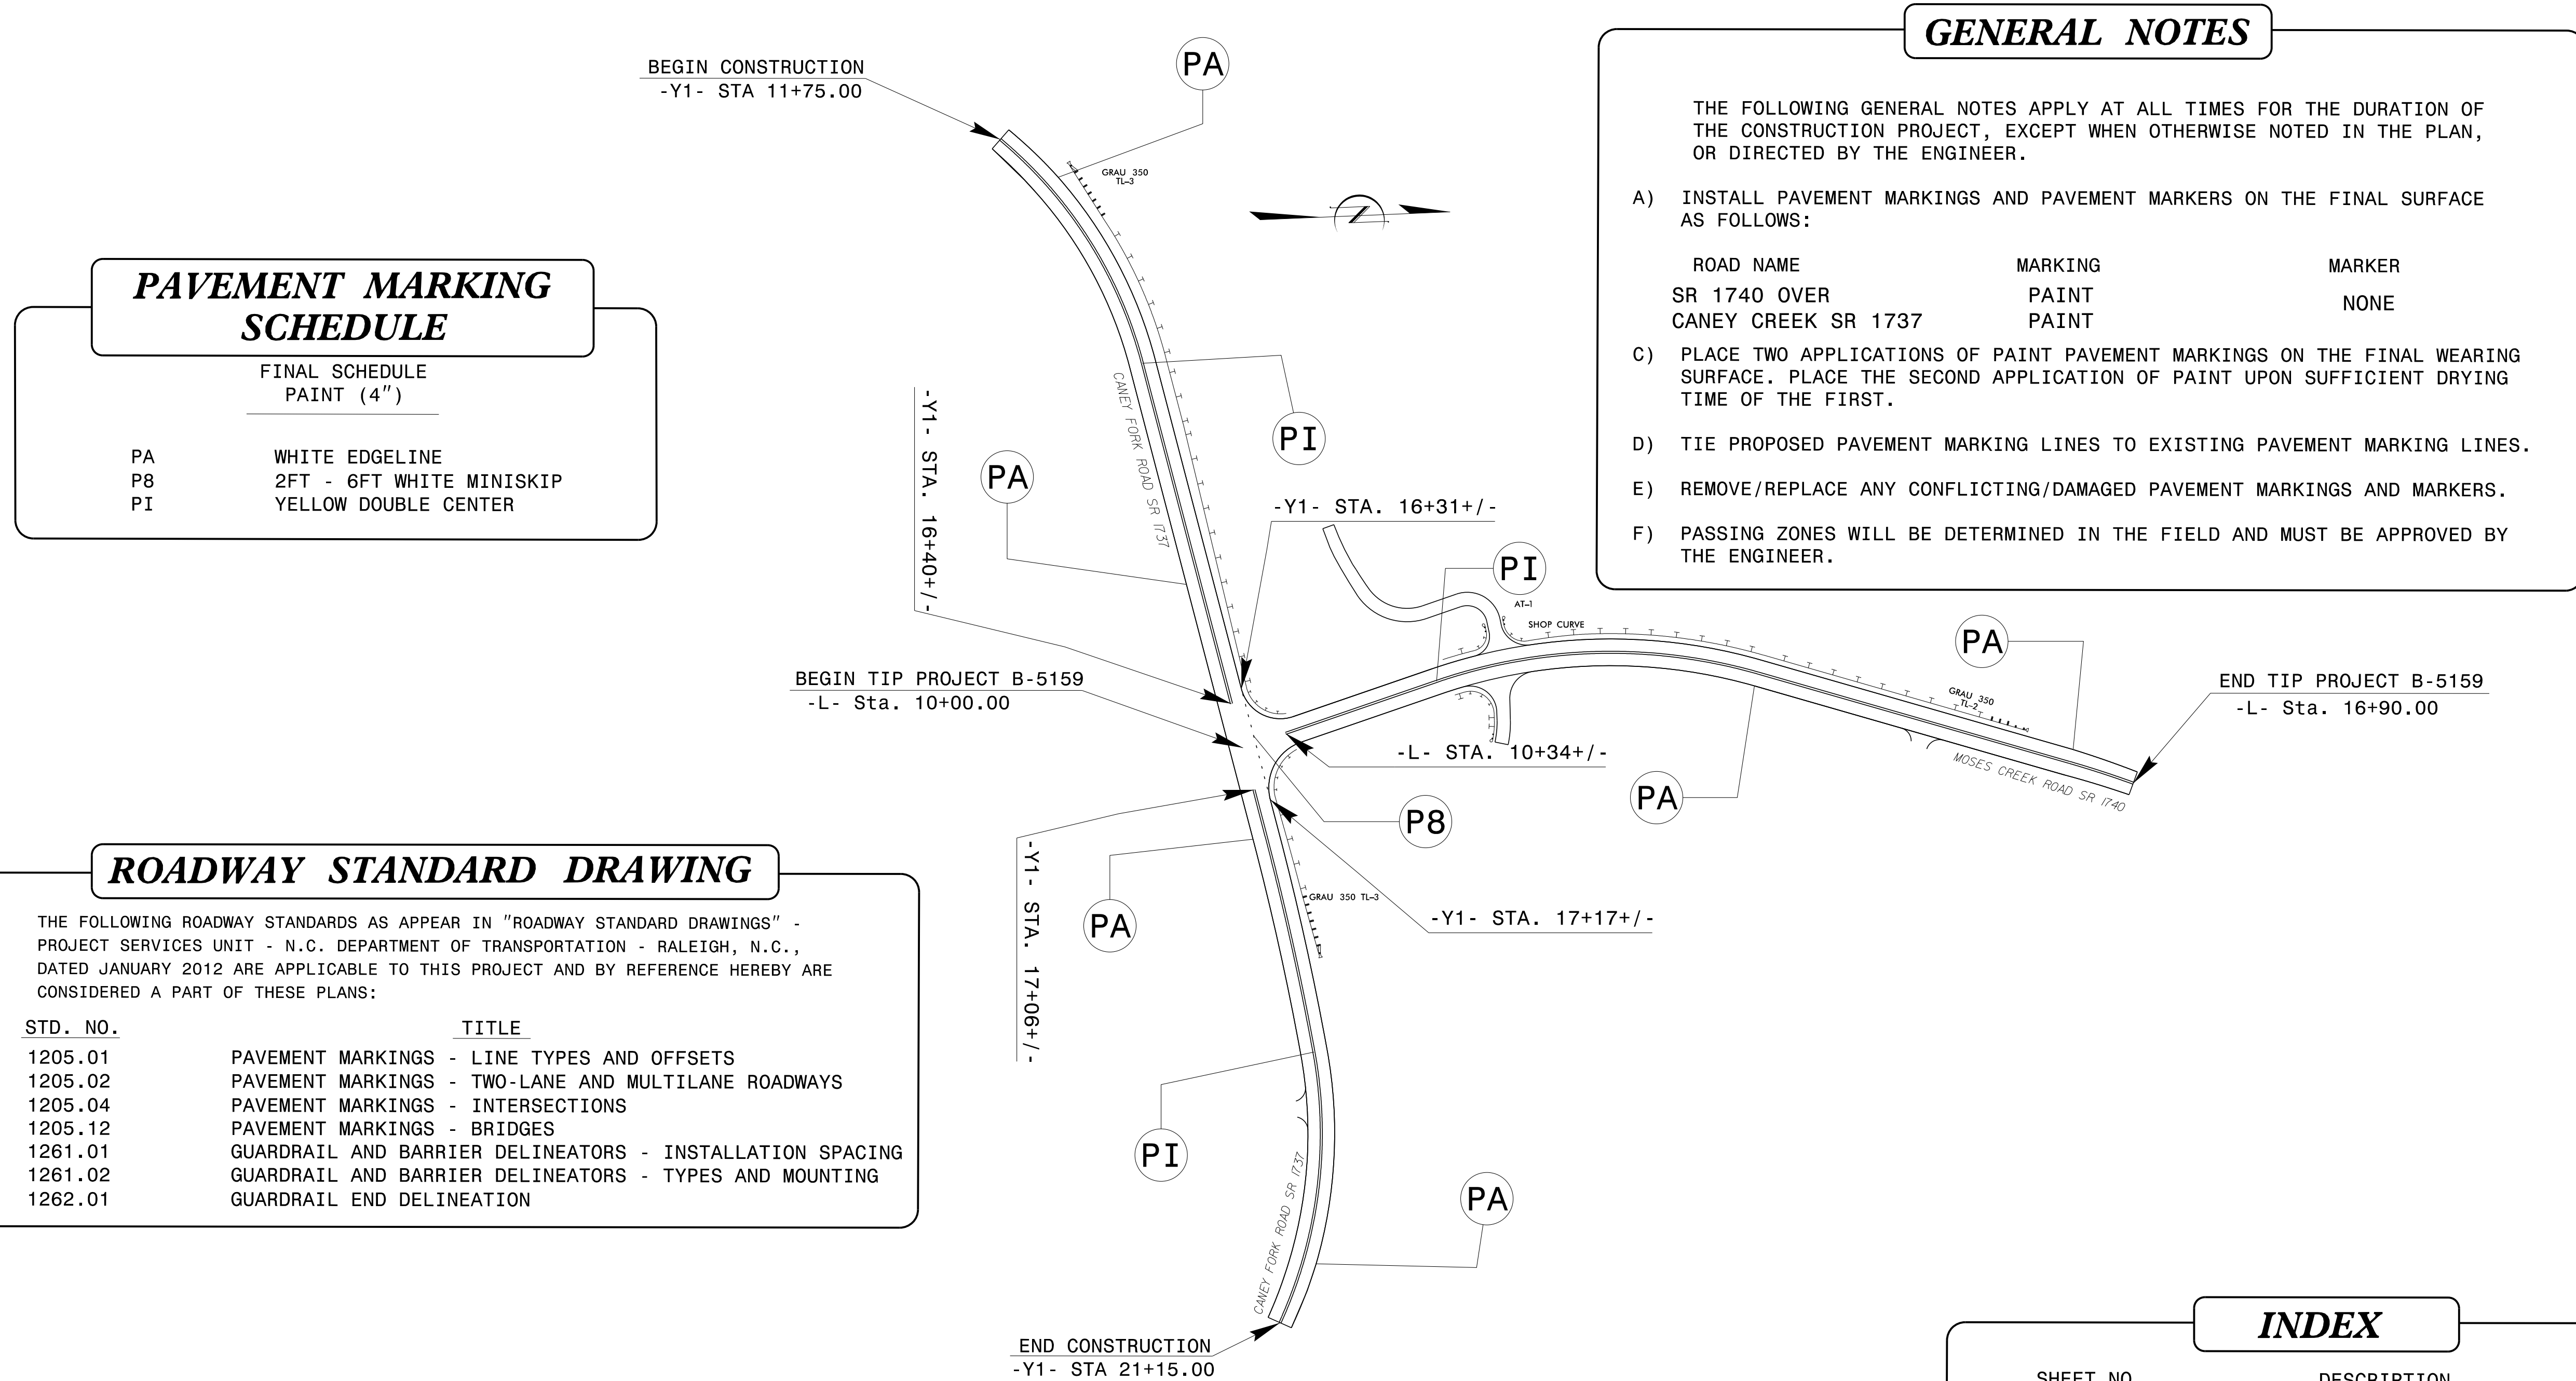 GENERAL NOTES
THE FOLLOWING GENERAL NOTES APPLY AT ALL TIMES FOR THE DURATION OF
THE CONSTRUCTION PROJECT, EXCEPT WHEN OTHERWISE NOTED IN THE PLAN,
OR DIRECTED BY THE ENGINEER.
A) INSTALL PAVEMENT MARKINGS AND PAVEMENT MARKERS ON THE FINAL SURFACE
AS FOLLOWS:
ROAD NAME MARKING MARKER
SR 1740 OVER PAINT
NONE
CANEY CREEK SR 1737 PAINT
C) PLACE TWO APPLICATIONS OF PAINT PAVEMENT MARKINGS ON THE FINAL WEARING
SURFACE. PLACE THE SECOND APPLICATION OF PAINT UPON SUFFICIENT DRYING
TIME OF THE FIRST.
D) TIE PROPOSED PAVEMENT MARKING LINES TO EXISTING PAVEMENT MARKING LINES.
E) REMOVE/REPLACE ANY CONFLICTING/DAMAGED PAVEMENT MARKINGS AND MARKERS.
F) PASSING ZONES WILL BE DETERMINED IN THE FIELD AND MUST BE APPROVED BY
THE ENGINEER.
PAVEMENT MARKING
SCHEDULE
FINAL SCHEDULE
PAINT (4")
PA WHITE EDGELINE
P8 2FT - 6FT WHITE MINISKIP
PI YELLOW DOUBLE CENTER
BEGIN CONSTRUCTION
-Y1- STA 11+75.00
PA
GRAU 350
TL-3
Z
CANEY FORK ROAD SR 1737
PI
-Y1- STA. 16+40+/-
PA
-Y1- STA. 16+31+/-
PI
AT-1
SHOP CURVE
PA
GRAU 350
TL-2
BEGIN TIP PROJECT B-5159
-L- Sta. 10+00.00
END TIP PROJECT B-5159
-L- Sta. 16+90.00
-L- STA. 10+34+/-
MOSES CREEK ROAD SR 1740
PA
P8
-Y1- STA. 17+06+/-
PA
GRAU 350 TL-3
-Y1- STA. 17+17+/-
PI
PA
CANEY FORK ROAD SR 1737
END CONSTRUCTION
-Y1- STA 21+15.00
ROADWAY STANDARD DRAWING
THE FOLLOWING ROADWAY STANDARDS AS APPEAR IN "ROADWAY STANDARD DRAWINGS" -
PROJECT SERVICES UNIT - N.C. DEPARTMENT OF TRANSPORTATION - RALEIGH, N.C.,
DATED JANUARY 2012 ARE APPLICABLE TO THIS PROJECT AND BY REFERENCE HEREBY ARE
CONSIDERED A PART OF THESE PLANS:
STD. NO. TITLE
1205.01 PAVEMENT MARKINGS - LINE TYPES AND OFFSETS
1205.02 PAVEMENT MARKINGS - TWO-LANE AND MULTILANE ROADWAYS
1205.04 PAVEMENT MARKINGS - INTERSECTIONS
1205.12 PAVEMENT MARKINGS - BRIDGES
1261.01 GUARDRAIL AND BARRIER DELINEATORS - INSTALLATION SPACING
1261.02 GUARDRAIL AND BARRIER DELINEATORS - TYPES AND MOUNTING
1262.01 GUARDRAIL END DELINEATION
INDEX
SHEET NO. DESCRIPTION